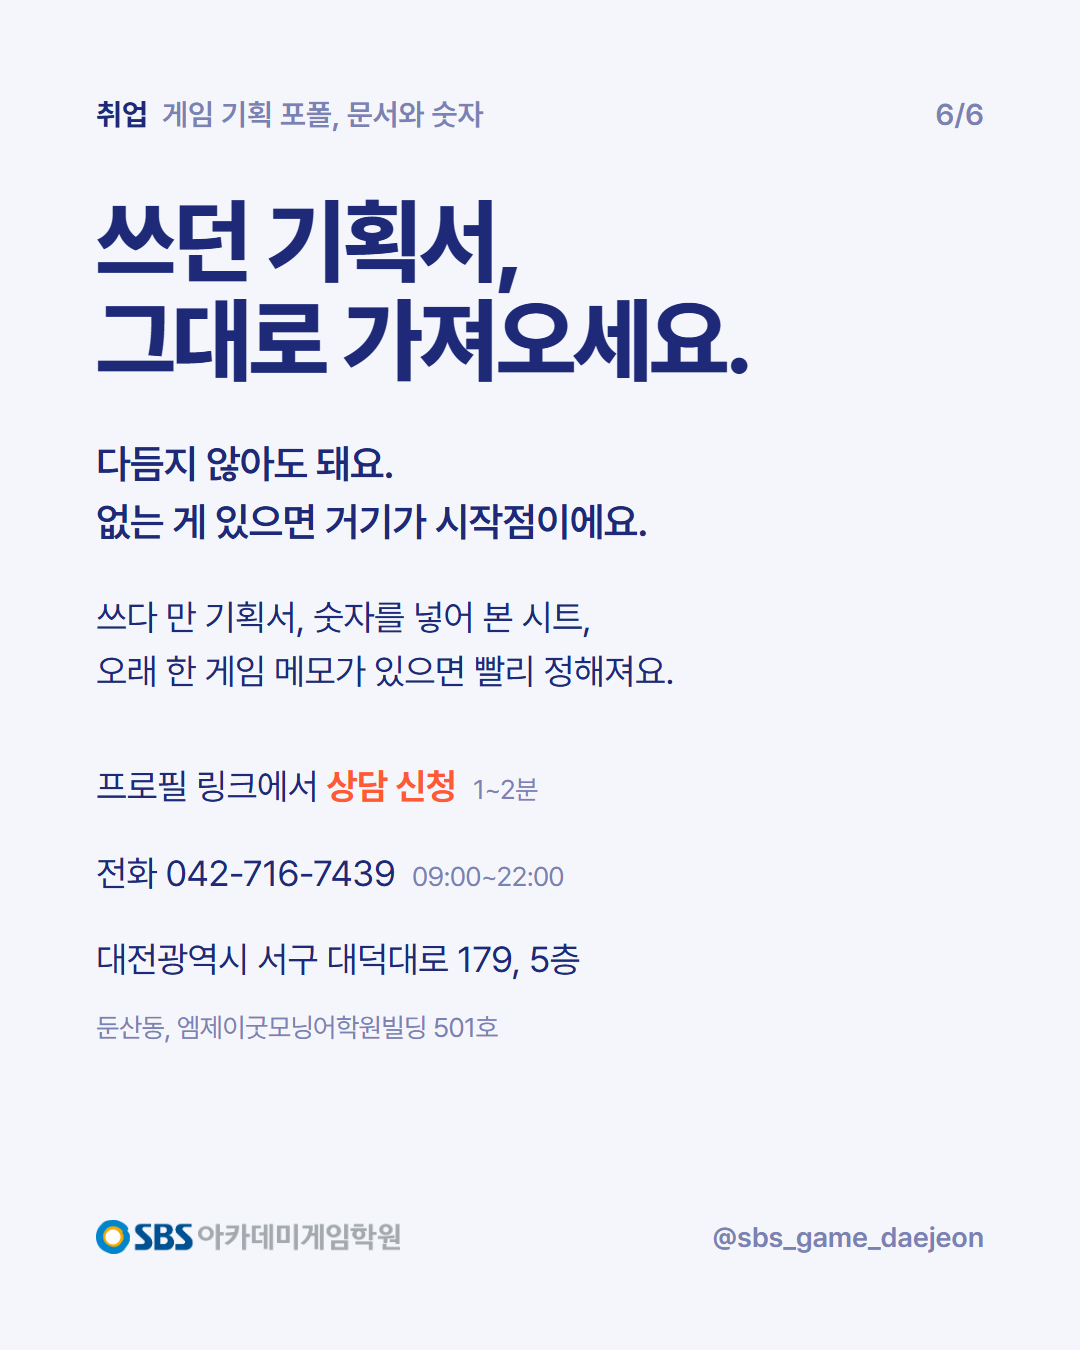 취업 게임 기획 포폴, 문서와 숫자
6/6
쓰던 기획서,
그대로 가져오세요.
다듬지 않아도 돼요.
없는 게 있으면 거기가 시작점이에요.
쓰다 만 기획서, 숫자를 넣어 본 시트,
오래 한 게임 메모가 있으면 빨리 정해져요.
프로필 링크에서 상담 신청 1~2분
전화 042-716-7439 09:00~22:00
대전광역시 서구 대덕대로 179, 5층
둔산동, 엠제이굿모닝어학원빌딩 501호
SBS 아카데미게임학원
@sbs_game_daejeon